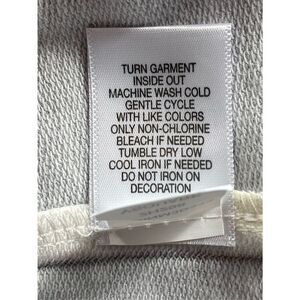 TURN GARMENT
INSIDE OUT
MACHINE WASH COLD
GENTLE CYCLE
WITH LIKE COLORS
ONLY NON-CHLORINE
BLEACH IF NEEDED
TUMBLE DRY LOW
COOL IRON IF NEEDED
DO NOT IRON ON
DECORATION